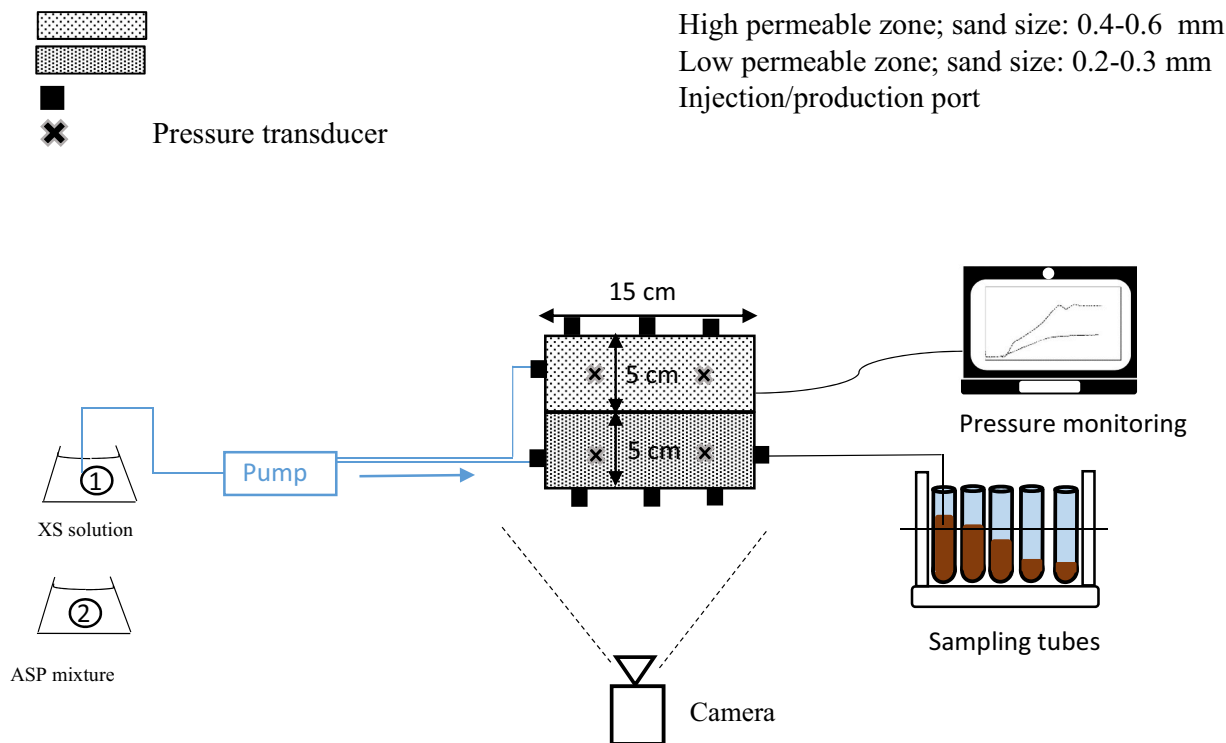 High permeable zone; sand size: 0.4-0.6 mm
Low permeable zone; sand size: 0.2-0.3 mm
Injection/production port
Pressure transducer
15 cm
5 cm
5 cm
Pressure monitoring
Pump
1
XS solution
2
ASP mixture
Sampling tubes
Camera